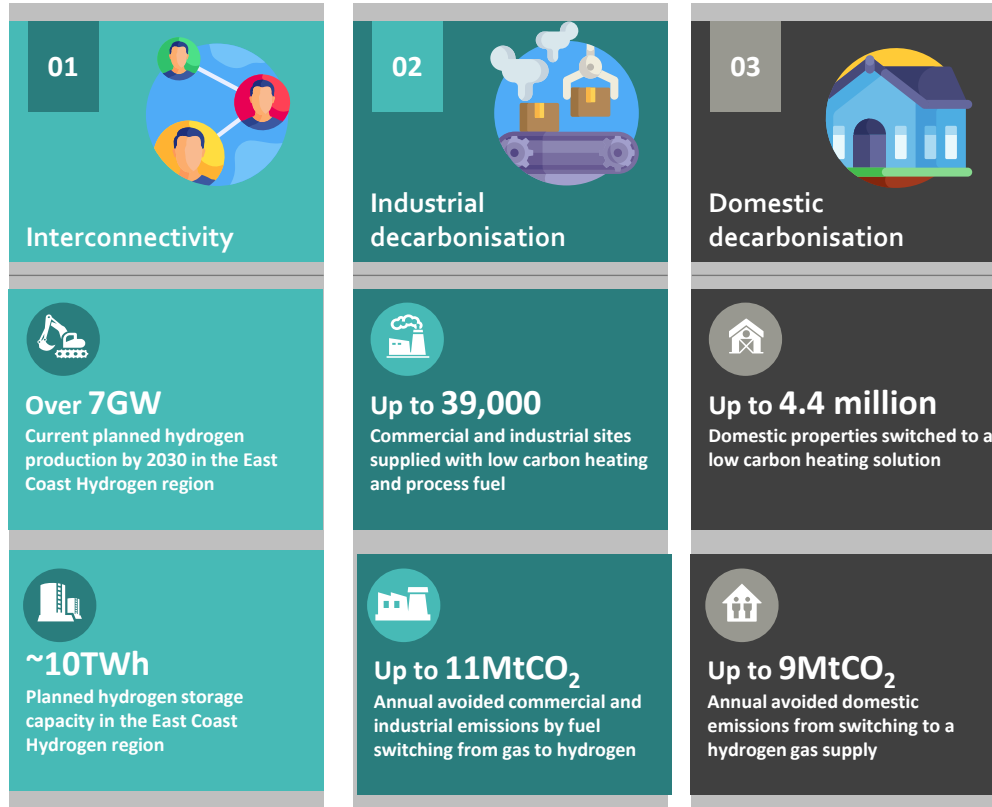 01
Interconnectivity
Over 7GW
Current planned hydrogen
production by 2030 in the East
Coast Hydrogen region
~10TWh
Planned hydrogen storage
capacity in the East Coast
Hydrogen region
02
Industrial
decarbonisation
Up to 39,000
Commercial and industrial sites
supplied with low carbon heating
and process fuel
Up to 11MtCO₂
Annual avoided commercial and
industrial emissions by fuel
switching from gas to hydrogen
03
Domestic
decarbonisation
Up to 4.4 million
Domestic properties switched to a
low carbon heating solution
Up to 9MtCO₂
Annual avoided domestic
emissions from switching to a
hydrogen gas supply